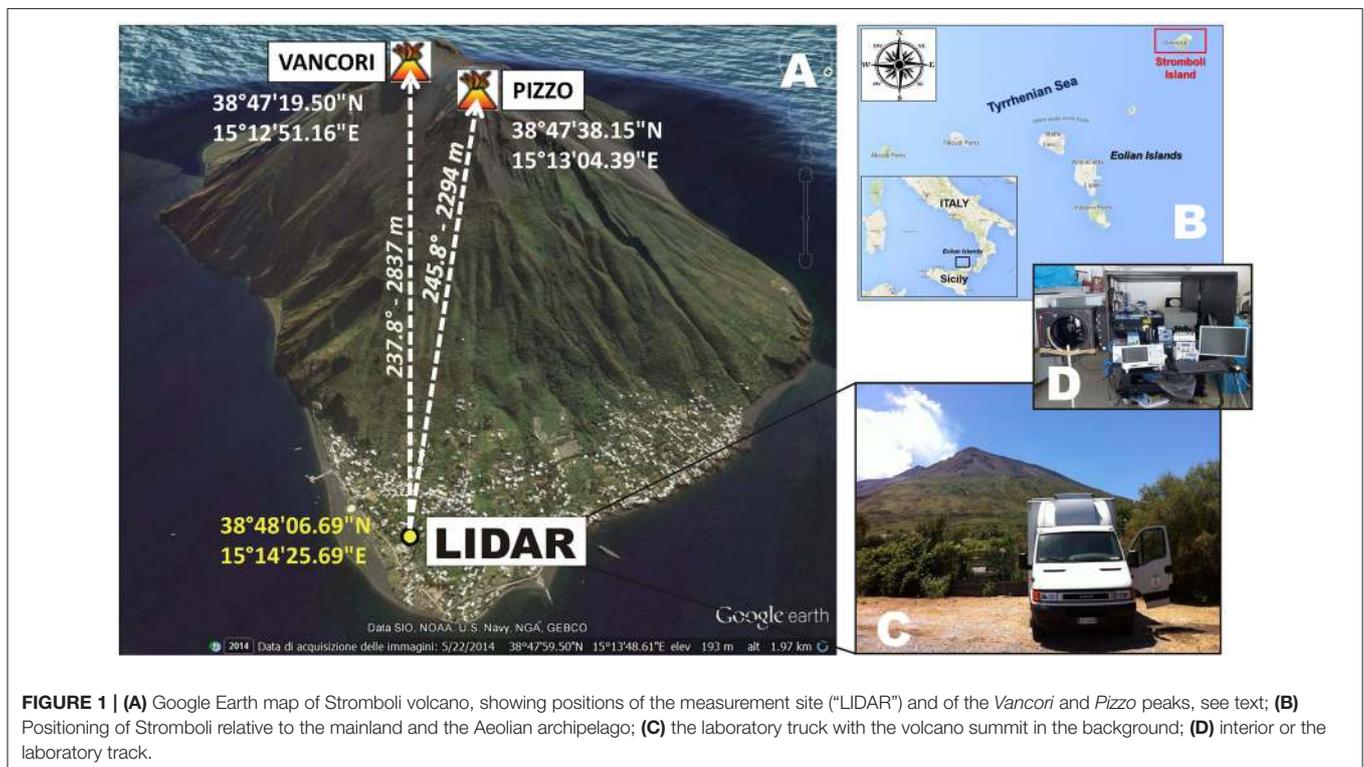 VANCORI
38°47'19.50"N
15°12'51.16"E
PIZZO
38°47'38.15"N
15°13'04.39"E
A
237.8° - 2837 m
245.8° - 2294 m
38°48'06.69"N
15°14'25.69"E
LIDAR
Google earth
Data SIO, NOAA, U.S. Navy, NGA, GEBCO
2014 Data di acquisizione delle immagini: 5/22/2014 38°47'59.50"N 15°13'48.61"E elev 193 m alt 1.97 km
N
W
E
S
Stromboli
Island
Tyrrhenian Sea
Eolian Islands
Filicudi Porto
Alicudi Porto
ITALY
Eolian Islands
Sicily
B
D
C
FIGURE 1 | (A) Google Earth map of Stromboli volcano, showing positions of the measurement site (“LIDAR”) and of the Vancori and Pizzo peaks, see text; (B)
Positioning of Stromboli relative to the mainland and the Aeolian archipelago; (C) the laboratory truck with the volcano summit in the background; (D) interior or the
laboratory track.